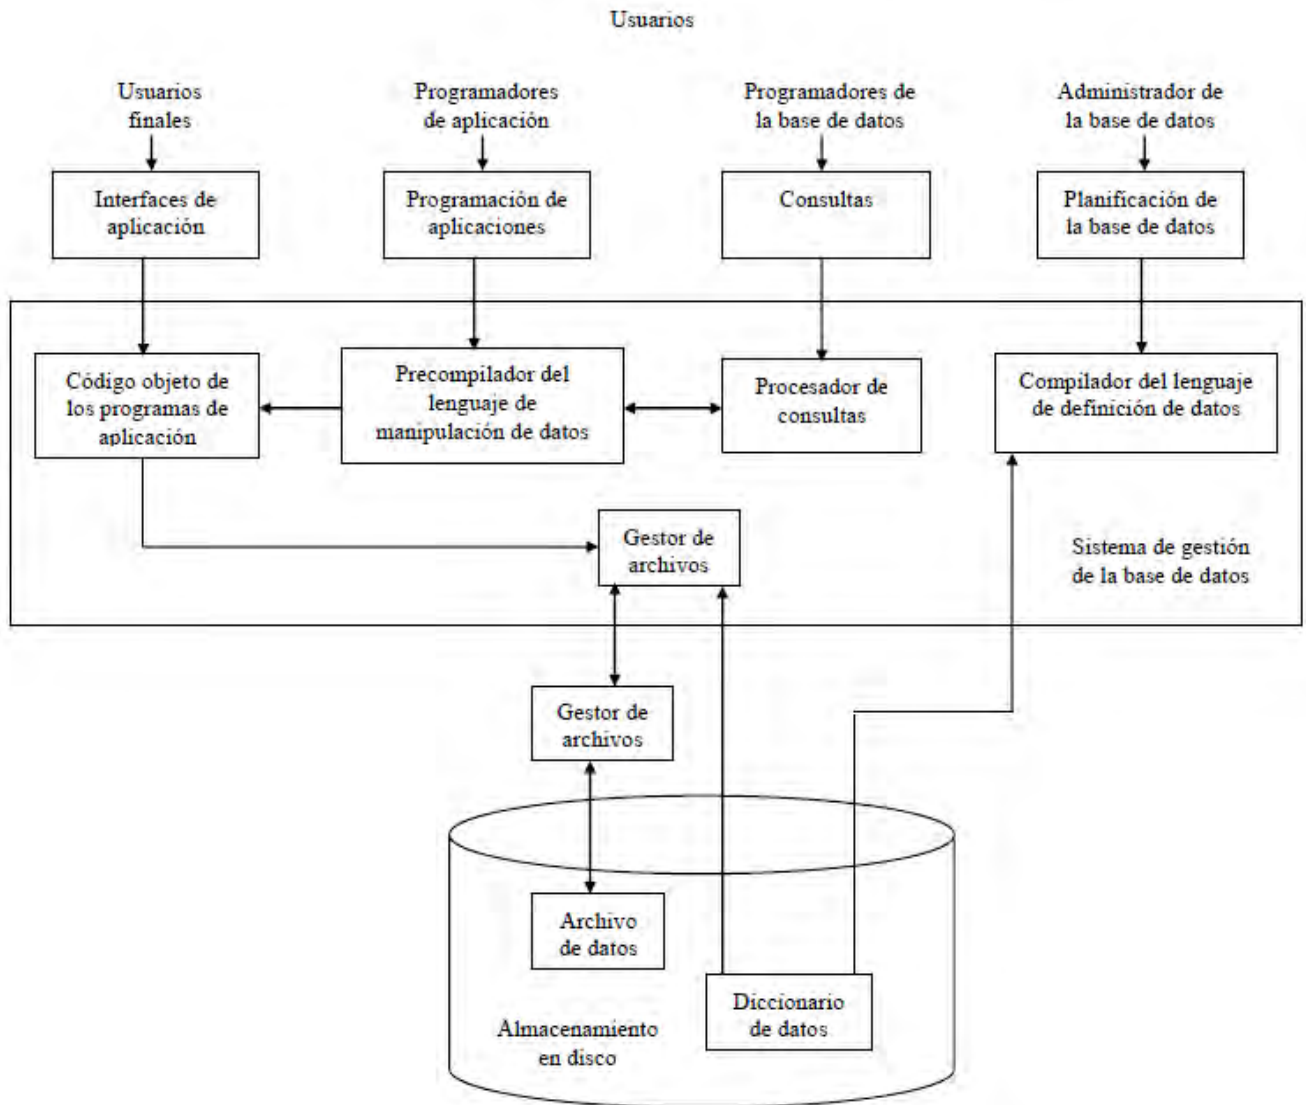 Usuarios
Usuarios
finales
Programadores
de aplicación
Programadores de
la base de datos
Administrador de
la base de datos
Interfaces de
aplicación
Programación de
aplicaciones
Consultas
Planificación de
la base de datos
Código objeto de
los programas de
aplicación
Precompilador del
lenguaje de
manipulación de datos
Procesador de
consultas
Compilador del lenguaje
de definición de datos
Gestor de
archivos
Sistema de gestión
de la base de datos
Gestor de
archivos
Archivo
de datos
Diccionario
de datos
Almacenamiento
en disco